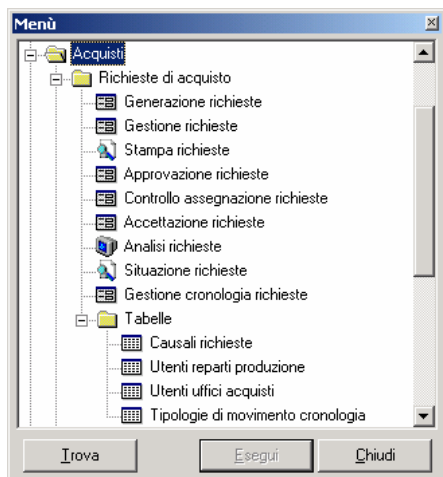 Menù
Acquisti
Richieste di acquisto
Generazione richieste
Gestione richieste
Stampa richieste
Approvazione richieste
Controllo assegnazione richieste
Accettazione richieste
Analisi richieste
Situazione richieste
Gestione cronologia richieste
Tabelle
Causali richieste
Utenti reparti produzione
Utenti uffici acquisti
Tipologie di movimento cronologia
Trova Esegui Chiudi